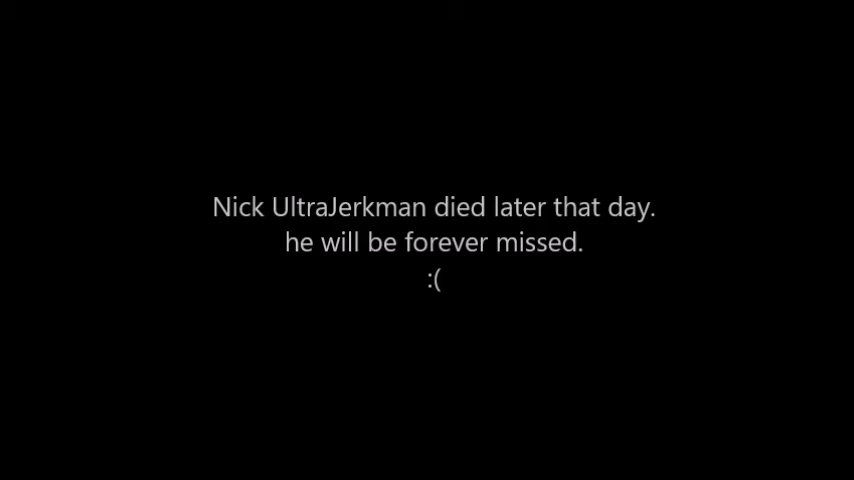 Nick UltraJerkman died later that day.
he will be forever missed.
:(